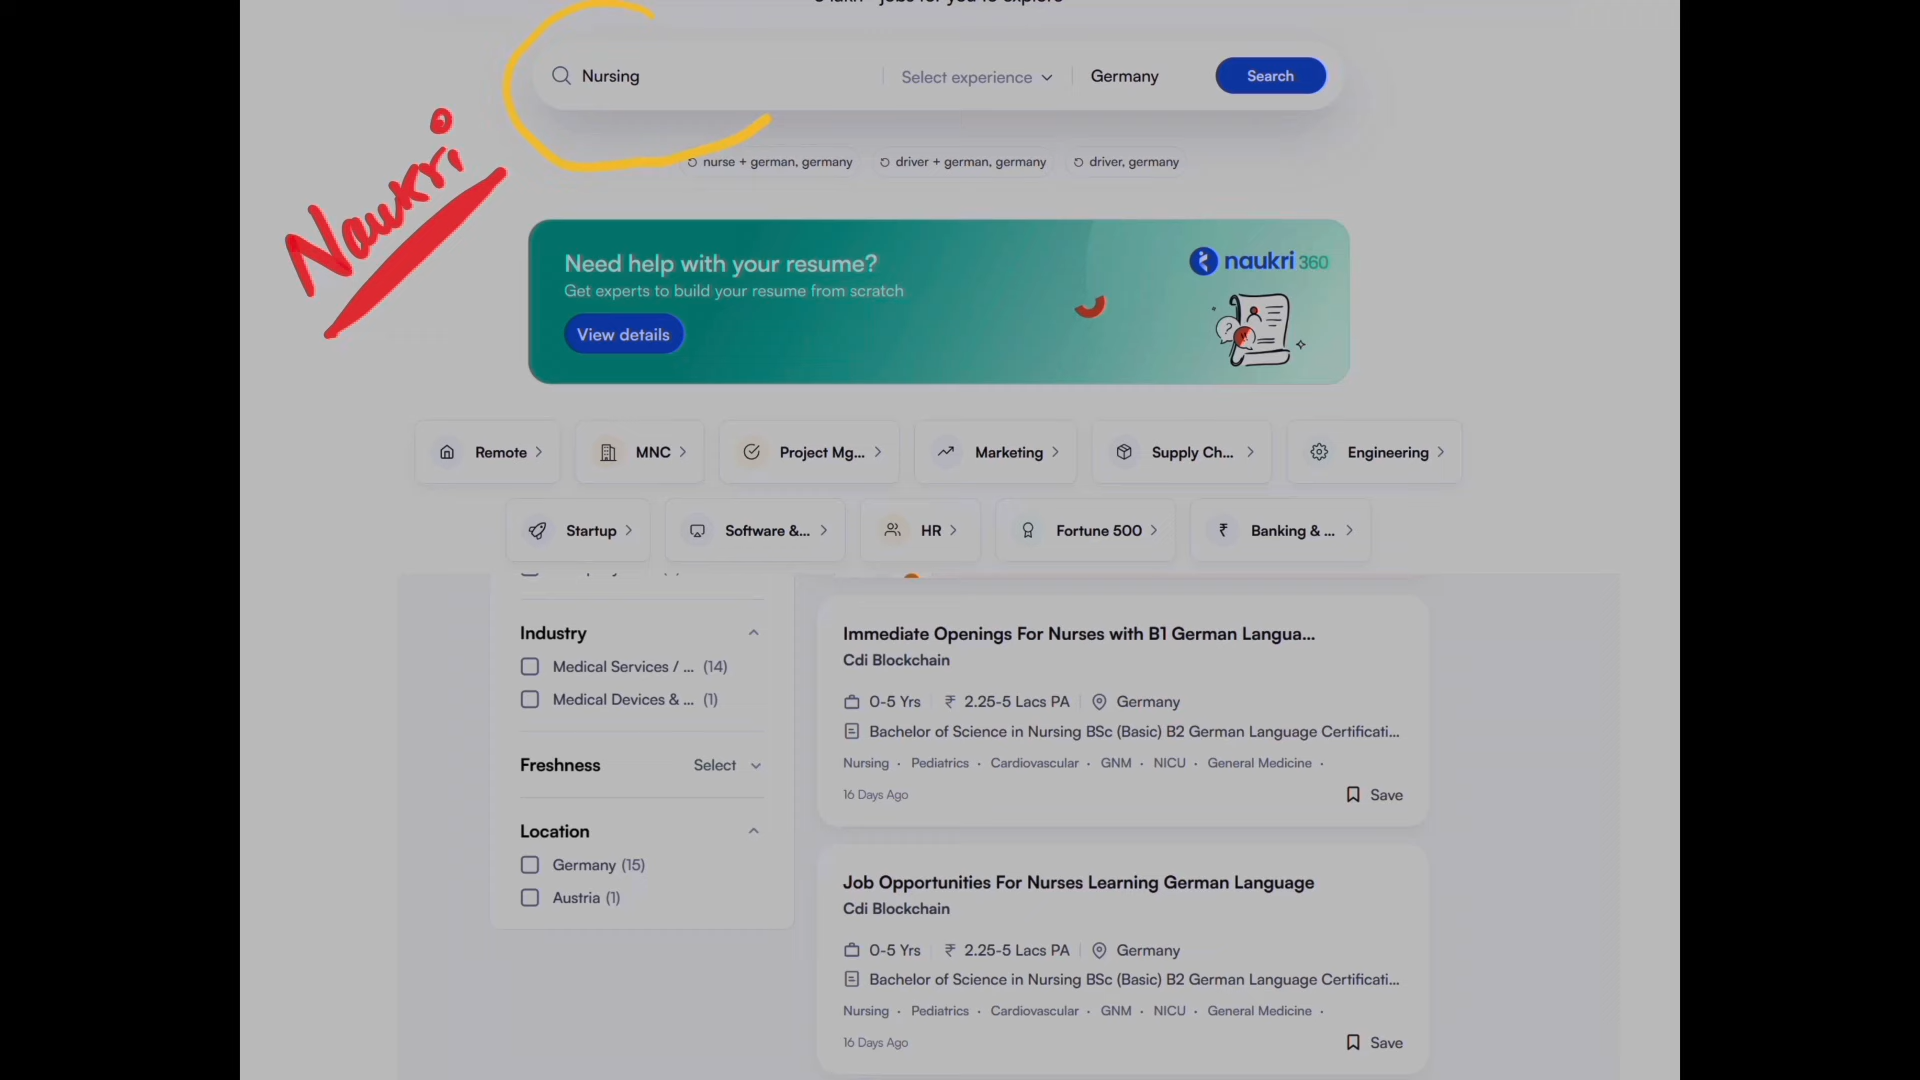 Nursing
Select experience
Germany
Search
Naukri
nurse + german, germany
driver + german, germany
driver, germany
Need help with your resume?
Get experts to build your resume from scratch
View details
naukri 360
Remote
MNC
Project Mg...
Marketing
Supply Ch...
Engineering
Startup
Software &...
HR
Fortune 500
Banking & ...
Industry
Medical Services / ... (14)
Medical Devices & ... (1)
Freshness
Select
Location
Germany (15)
Austria (1)
Immediate Openings For Nurses with B1 German Langua...
Cdi Blockchain
0-5 Yrs
₹ 2.25-5 Lacs PA
Germany
Bachelor of Science in Nursing BSc (Basic) B2 German Language Certificati...
Nursing · Pediatrics · Cardiovascular · GNM · NICU · General Medicine ·
16 Days Ago
Save
Job Opportunities For Nurses Learning German Language
Cdi Blockchain
0-5 Yrs
₹ 2.25-5 Lacs PA
Germany
Bachelor of Science in Nursing BSc (Basic) B2 German Language Certificati...
Nursing · Pediatrics · Cardiovascular · GNM · NICU · General Medicine ·
16 Days Ago
Save